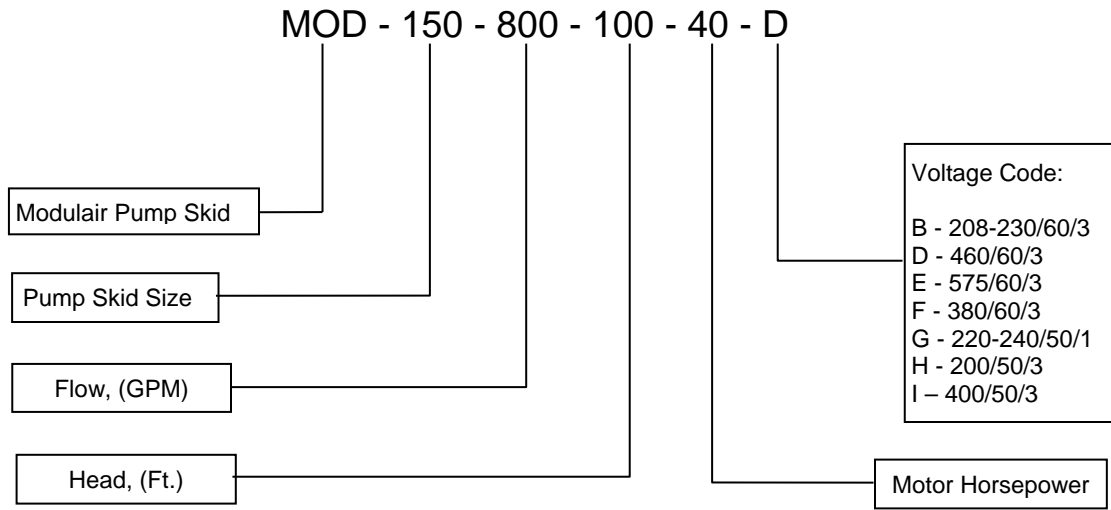 MOD - 150 - 800 - 100 - 40 - D
Modulair Pump Skid
Pump Skid Size
Flow, (GPM)
Head, (Ft.)
Voltage Code:
B - 208-230/60/3
D - 460/60/3
E - 575/60/3
F - 380/60/3
G - 220-240/50/1
H - 200/50/3
I – 400/50/3
Motor Horsepower